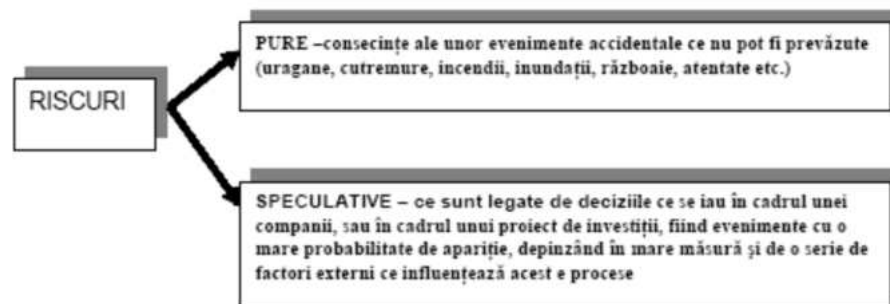 RISCURI
PURE –consecințe ale unor evenimente accidentale ce nu pot fi prevăzute
(uragane, cutremure, incendii, inundații, războaie, atentate etc.)
SPECULATIVE – ce sunt legate de deciziile ce se iau în cadrul unei
companii, sau în cadrul unui proiect de investiții, fiind evenimente cu o
mare probabilitate de apariție, depinzând în mare măsură și de o serie de
factori externi ce influențează acest e procese